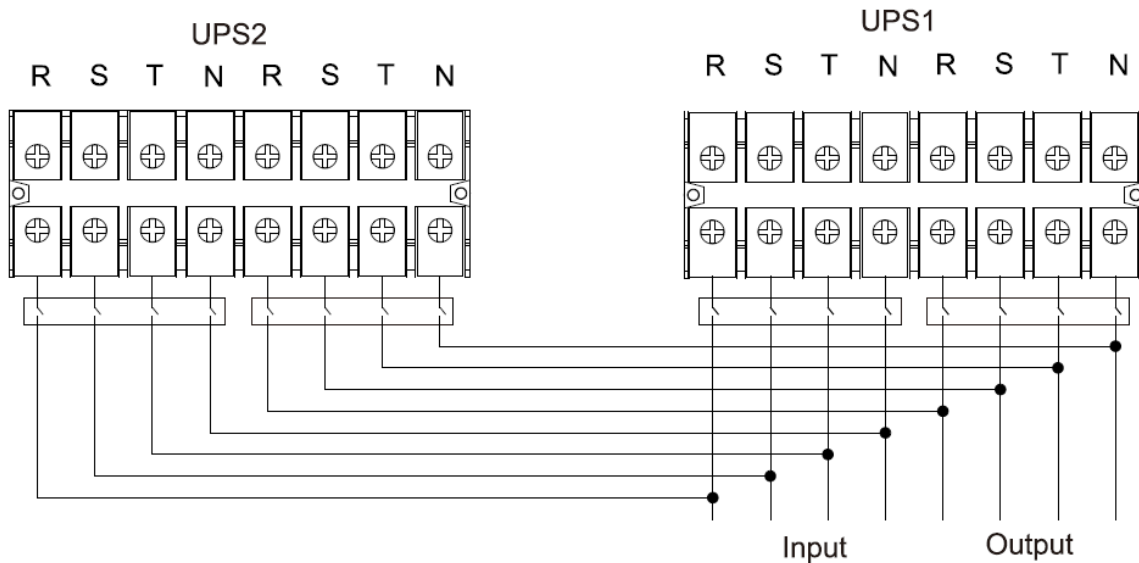 UPS2
UPS1
R S T N R S T N
R S T N R S T N
Input
Output